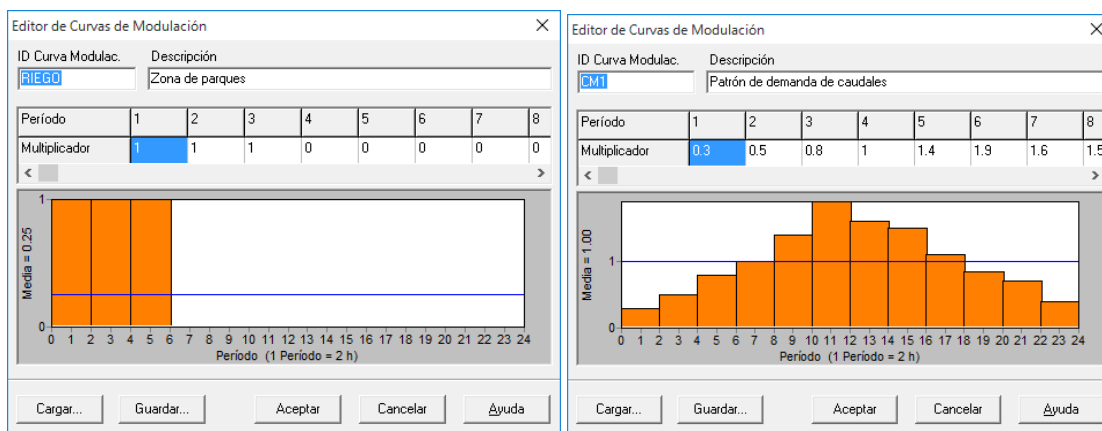 Editor de Curvas de Modulación
ID Curva Modulac. Descripción
RIEGO Zona de parques
Período 1 2 3 4 5 6 7 8
Multiplicador 1 1 1 0 0 0 0 0
1
Media = 0.25
0
0 1 2 3 4 5 6 7 8 9 10 11 12 13 14 15 16 17 18 19 20 21 22 23 24
Período (1 Período = 2 h)
Cargar... Guardar... Aceptar Cancelar Ayuda
Editor de Curvas de Modulación
ID Curva Modulac. Descripción
CM1 Patrón de demanda de caudales
Período 1 2 3 4 5 6 7 8
Multiplicador 0.3 0.5 0.8 1 1.4 1.9 1.6 1.5
1
Media = 1.00
0
0 1 2 3 4 5 6 7 8 9 10 11 12 13 14 15 16 17 18 19 20 21 22 23 24
Período (1 Período = 2 h)
Cargar... Guardar... Aceptar Cancelar Ayuda